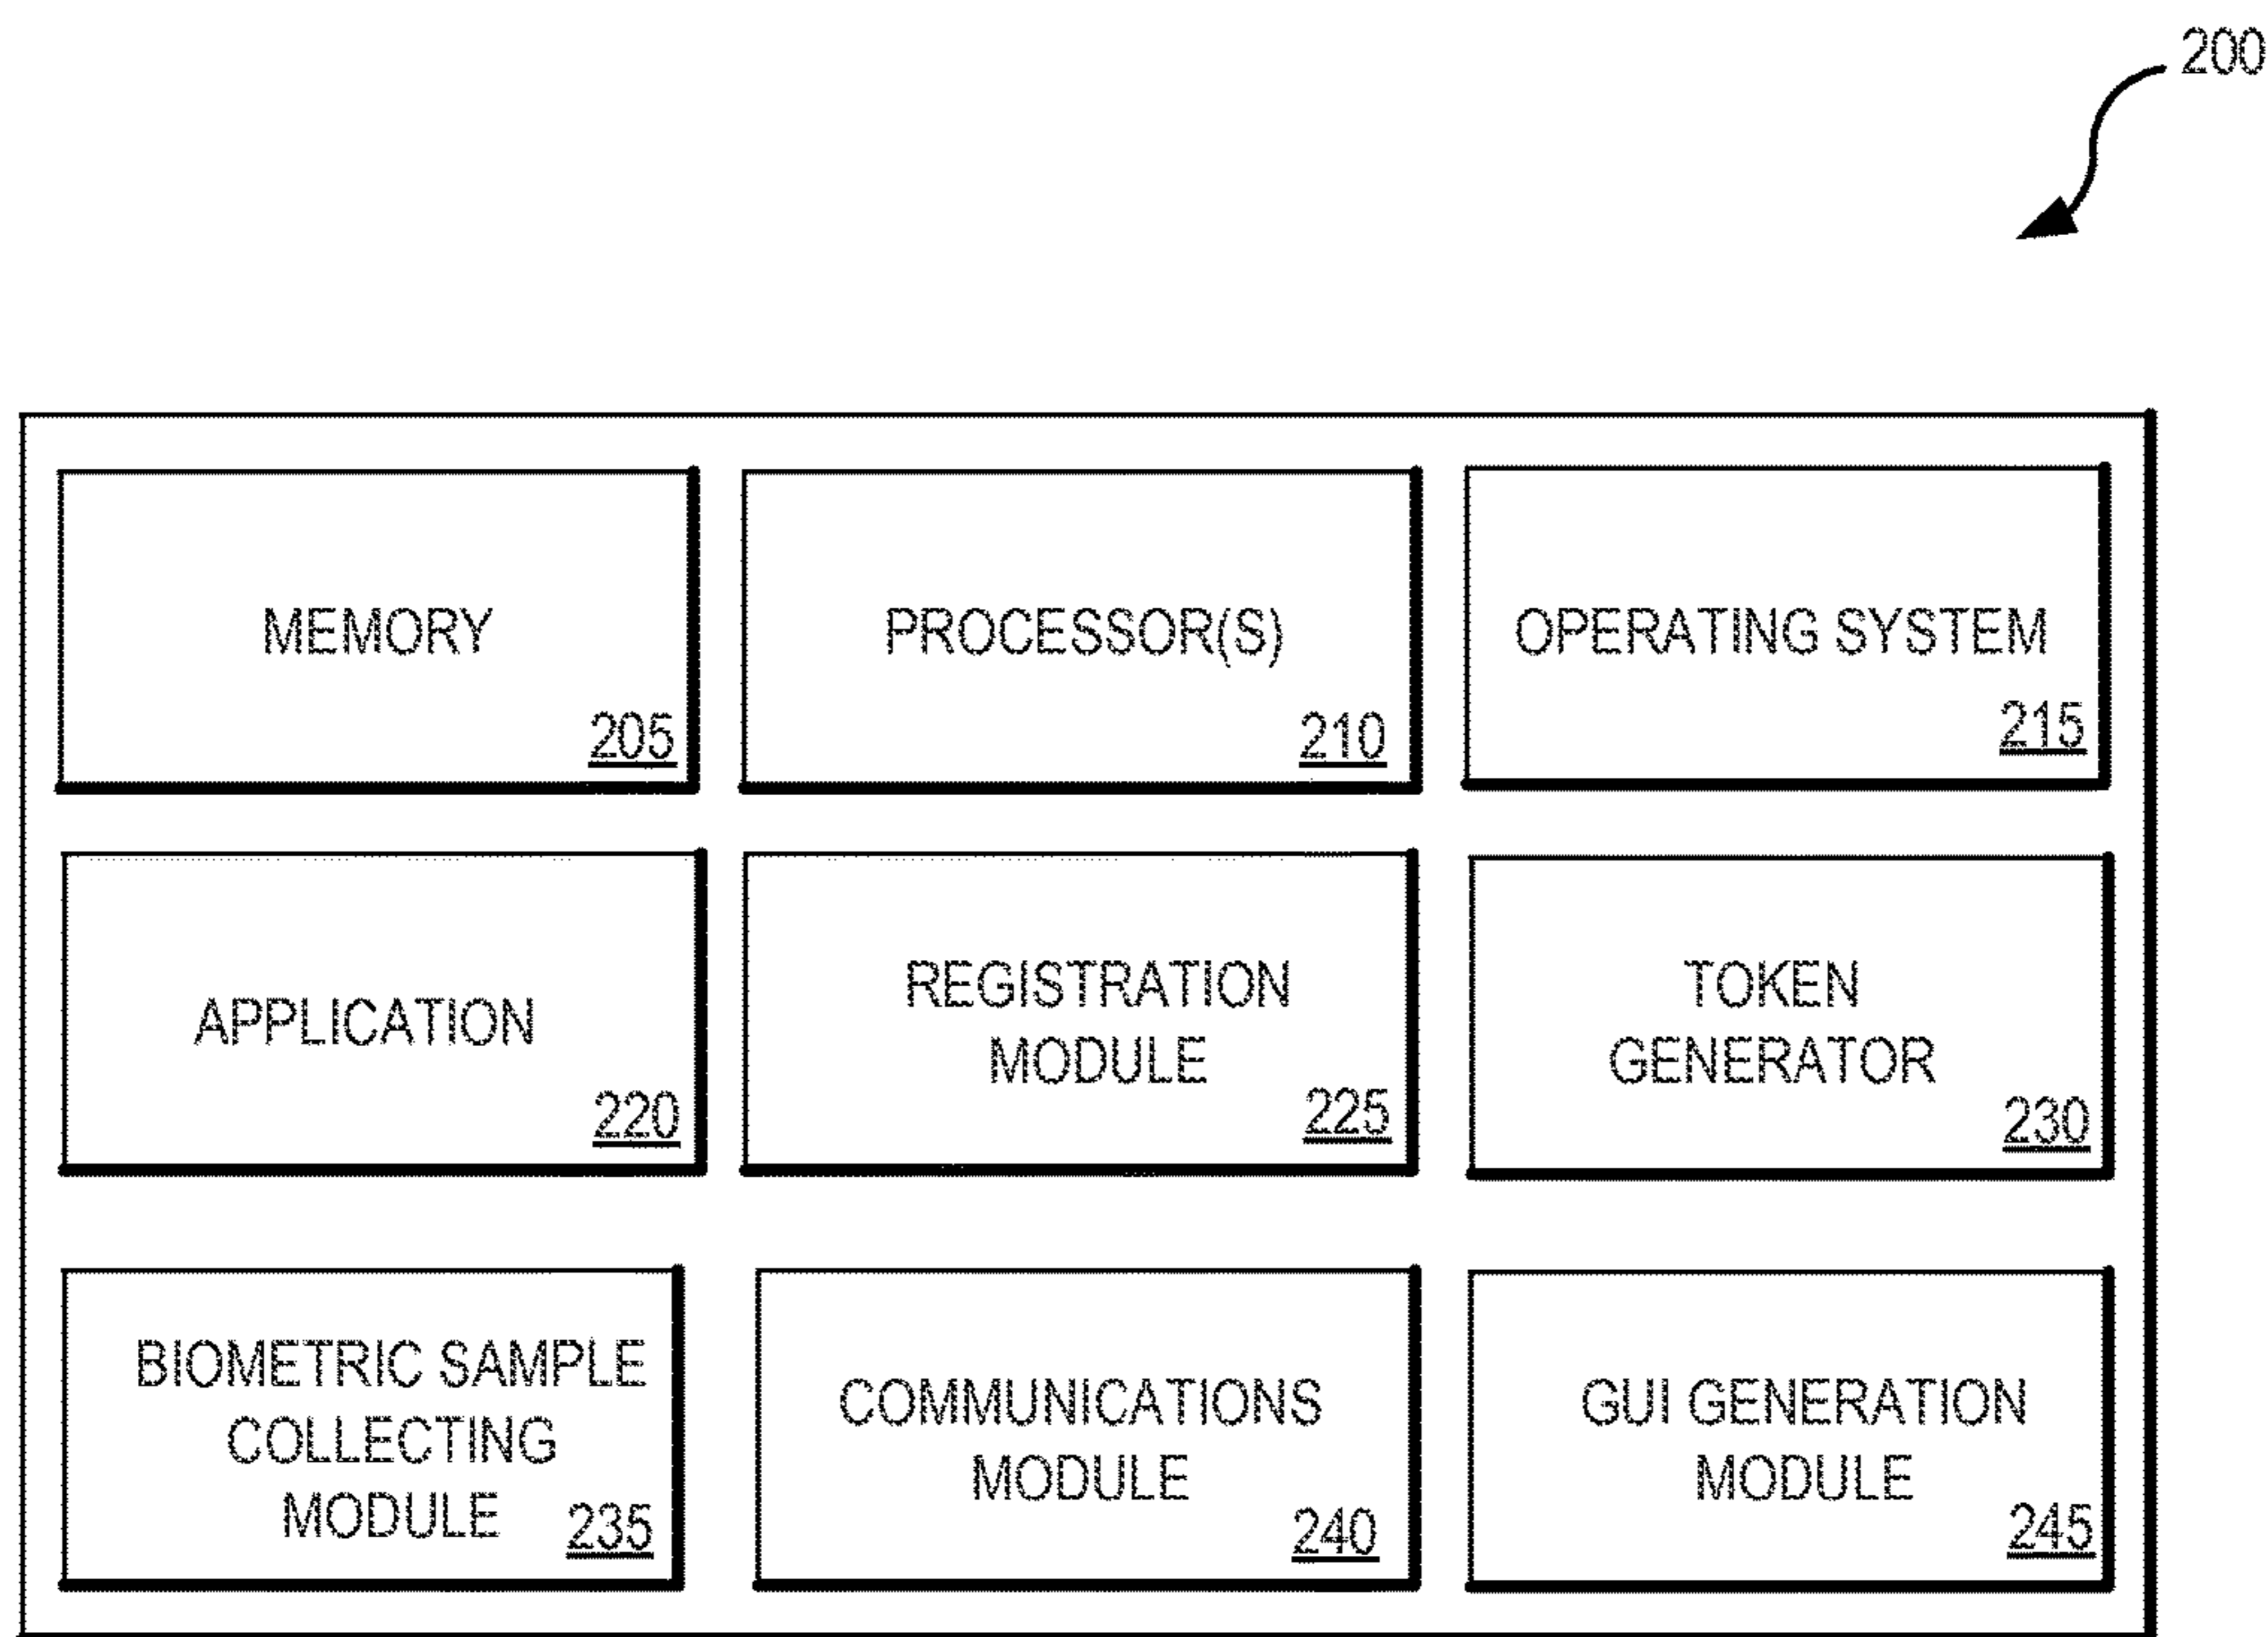 200
MEMORY
205
PROCESSOR(S)
210
OPERATING SYSTEM
215
APPLICATION
220
REGISTRATION
MODULE
225
TOKEN
GENERATOR
230
BIOMETRIC SAMPLE
COLLECTING
MODULE
235
COMMUNICATIONS
MODULE
240
GUI GENERATION
MODULE
245